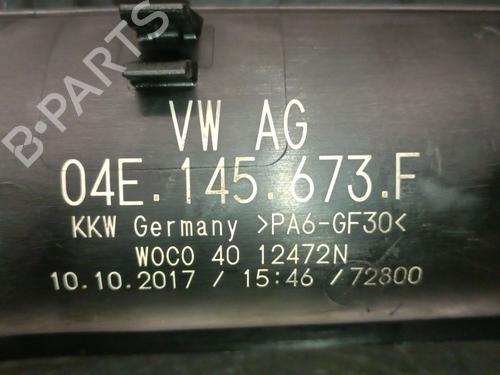 B-PARTS
VW AG
04E.145.673.F
KKW Germany >PA6-GF30<
WOCO 40 12472N
10.10.2017 / 15:46 /72800